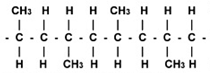 CH₃ H H H CH₃ H H H
- C - C - C - C - C - C - C - C -
H H CH₃ H H H CH₃ H